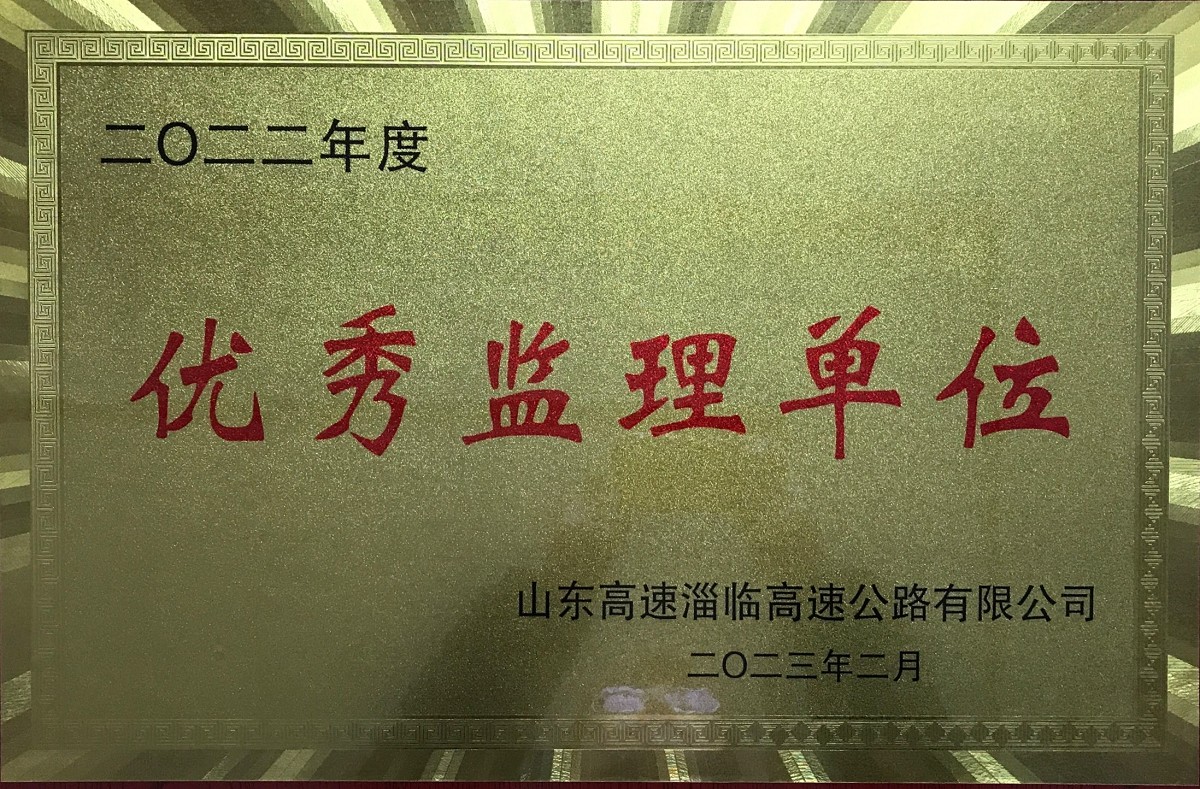 二〇二二年度
优秀监理单位
山东高速淄临高速公路有限公司
二〇二三年二月